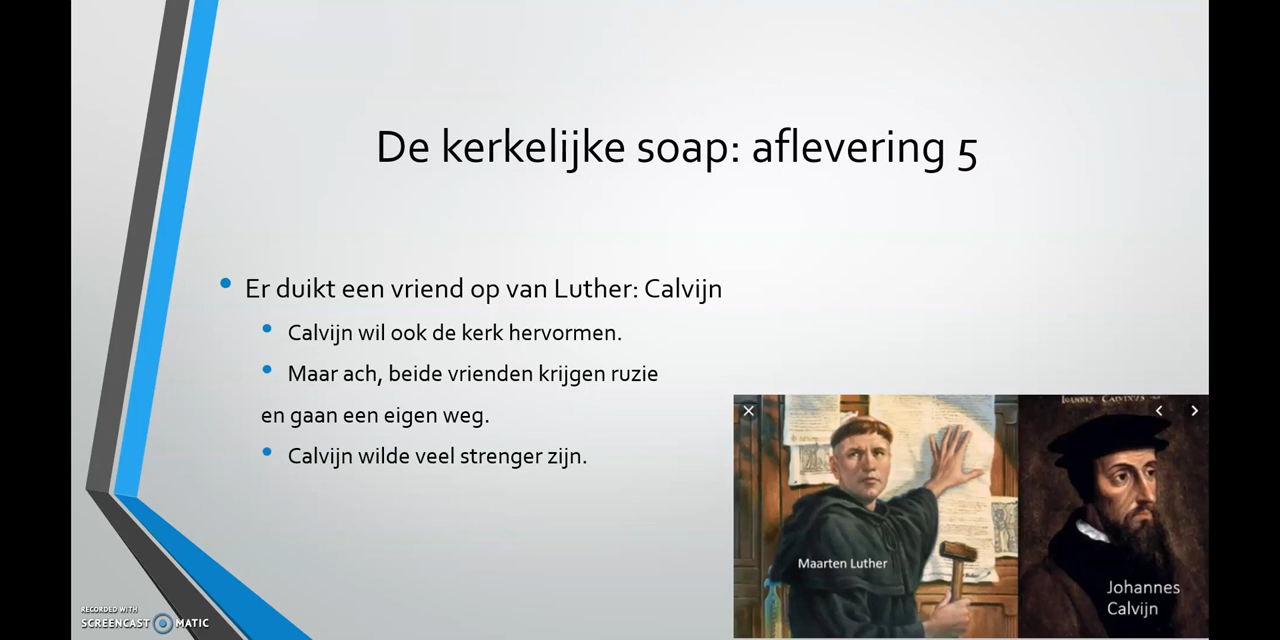 De kerkelijke soap: aflevering 5
Er duikt een vriend op van Luther: Calvijn
Calvijn wil ook de kerk hervormen.
Maar ach, beide vrienden krijgen ruzie
en gaan een eigen weg.
Calvijn wilde veel strenger zijn.
Maarten Luther
Johannes
Calvijn
RECORDED WITH
SCREENCAST MATIC